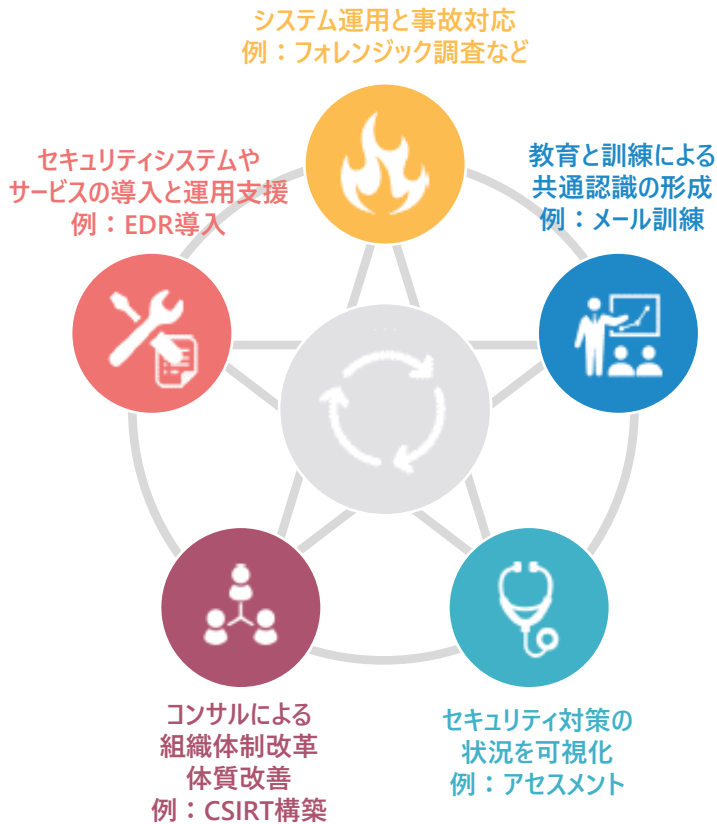 システム運用と事故対応
例：フォレンジック調査など
セキュリティシステムや
サービスの導入と運用支援
例：EDR導入
教育と訓練による
共通認識の形成
例：メール訓練
コンサルによる
組織体制改革
体質改善
例：CSIRT構築
セキュリティ対策の
状況を可視化
例：アセスメント